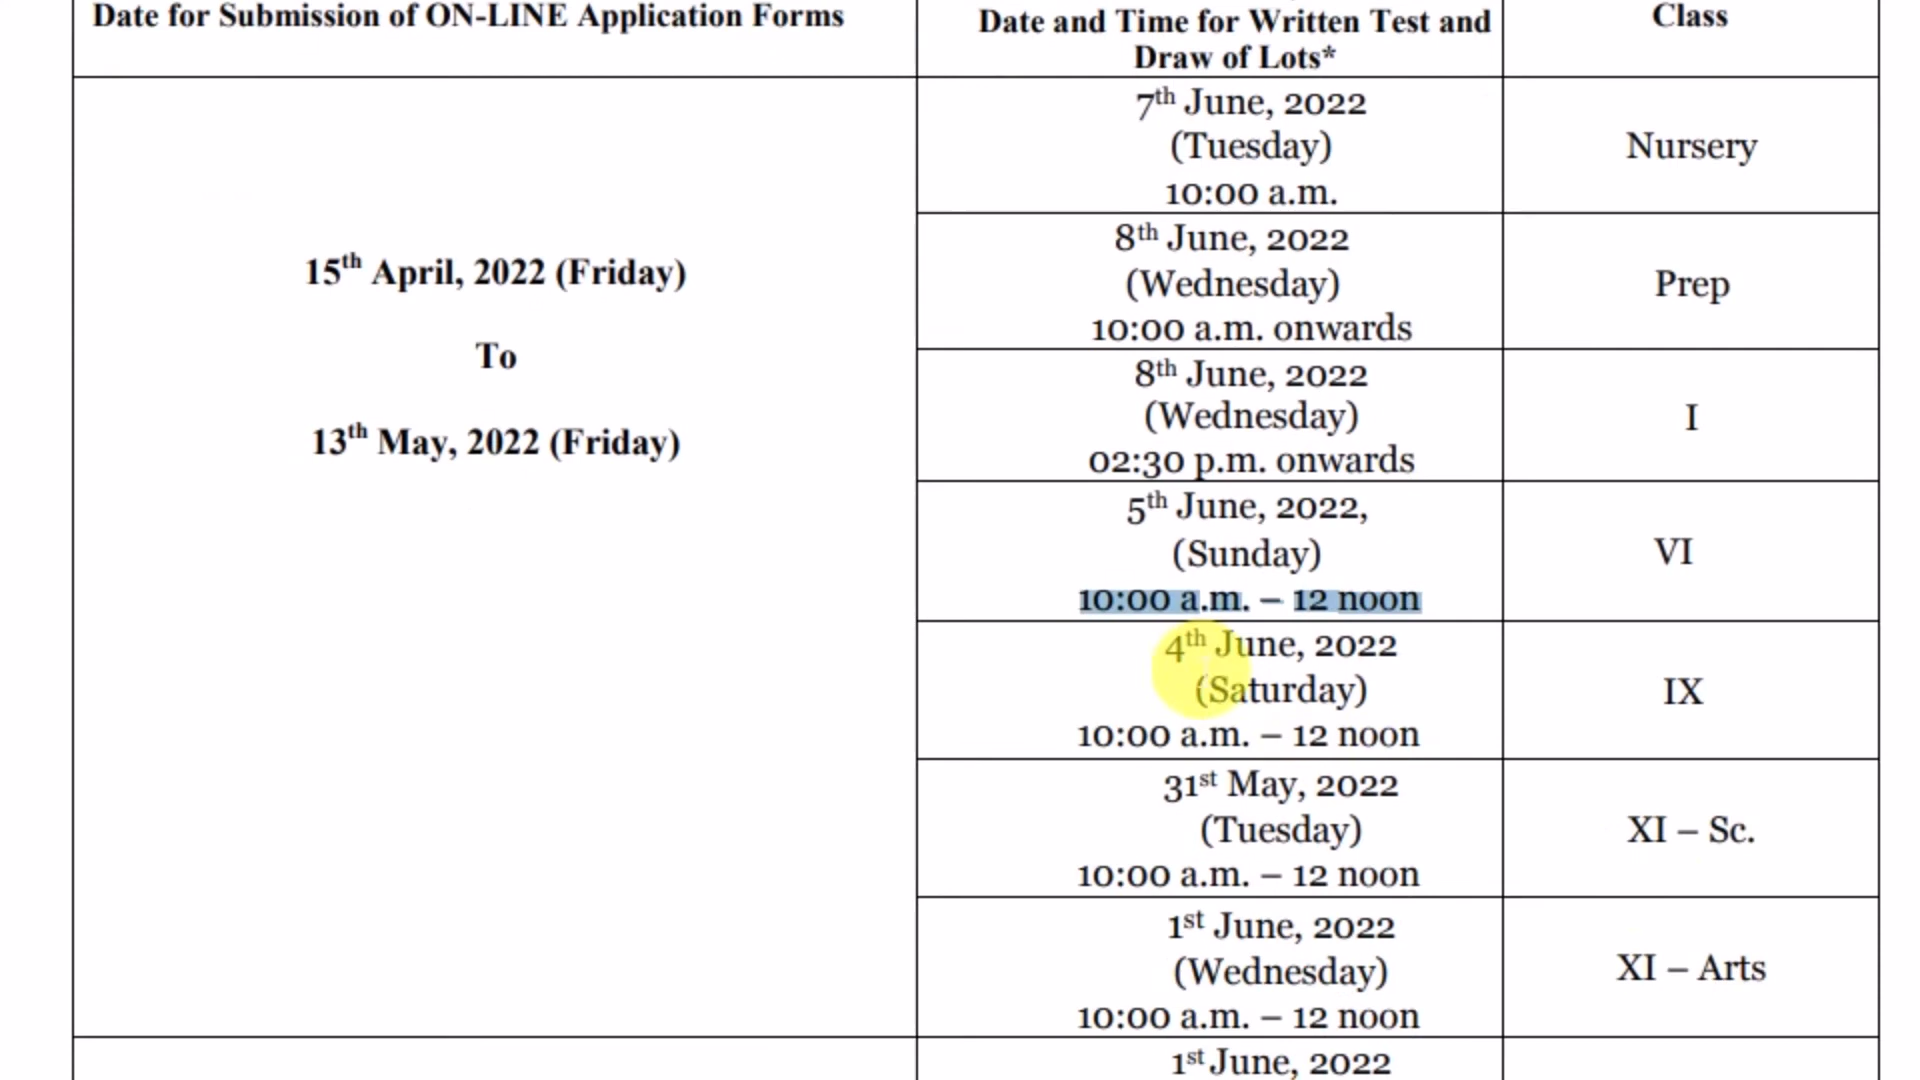 Date for Submission of ON-LINE Application Forms
Date and Time for Written Test and
Draw of Lots*
Class
15th April, 2022 (Friday)
To
13th May, 2022 (Friday)
7th June, 2022
(Tuesday)
10:00 a.m.
Nursery
8th June, 2022
(Wednesday)
10:00 a.m. onwards
Prep
8th June, 2022
(Wednesday)
02:30 p.m. onwards
I
5th June, 2022,
(Sunday)
10:00 a.m. – 12 noon
VI
4th June, 2022
(Saturday)
10:00 a.m. – 12 noon
IX
31st May, 2022
(Tuesday)
10:00 a.m. – 12 noon
XI – Sc.
1st June, 2022
(Wednesday)
10:00 a.m. – 12 noon
XI – Arts
1st June, 2022